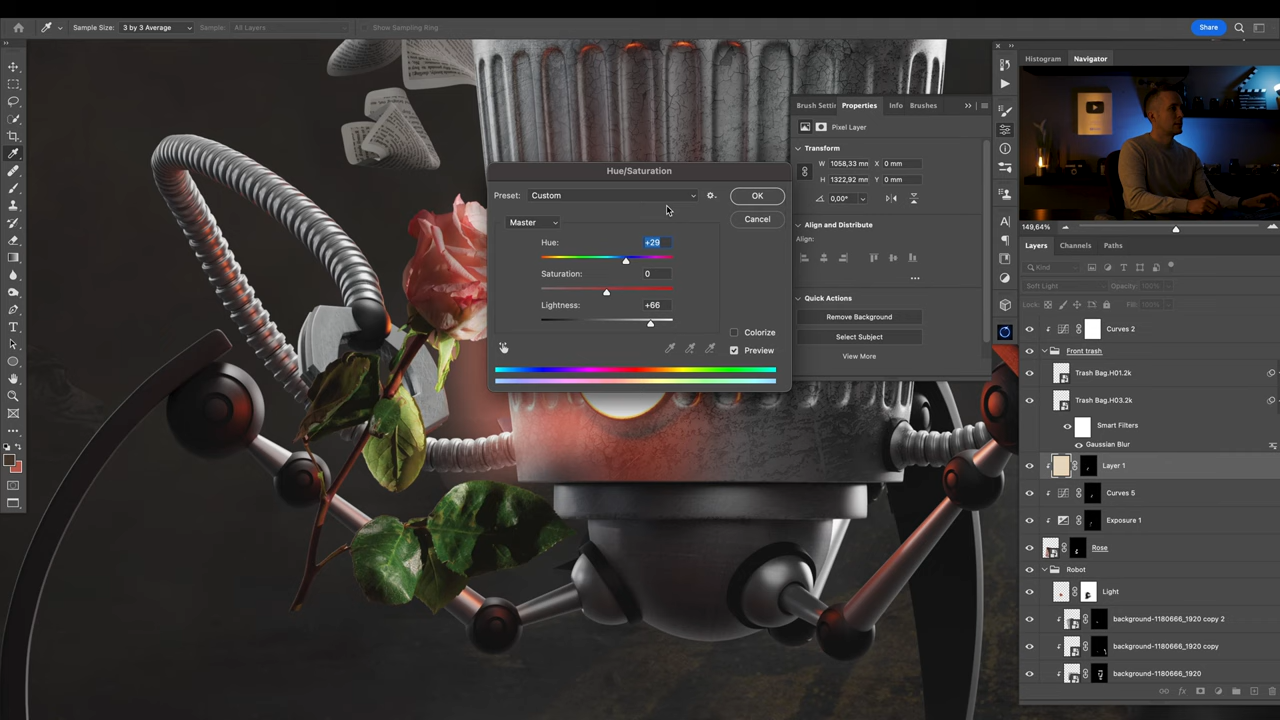 Sample Size: 3 by 3 Average Sample: All Layers Show Sampling Ring Share
Histogram Navigator
Brush Setti Properties Info Brushes
Pixel Layer
Transform
W 1058,33 mm X 0 mm
H 1322,92 mm Y 0 mm
0,00°
Align and Distribute
Align:
Quick Actions
Remove Background
Select Subject
View More
Hue/Saturation
Preset: Custom OK
Cancel
Master
Hue: +29
Saturation: 0
Lightness: +66
Colorize
Preview
149,64%
Layers Channels Paths
Kind
Soft Light Opacity: 100%
Lock: Fill: 100%
Curves 2
Front trash
Trash Bag.H01.2k
Trash Bag.H03.2k
Smart Filters
Gaussian Blur
Layer 1
Curves 5
Exposure 1
Rose
Robot
Light
background-1180666_1920 copy 2
background-1180666_1920 copy
background-1180666_1920